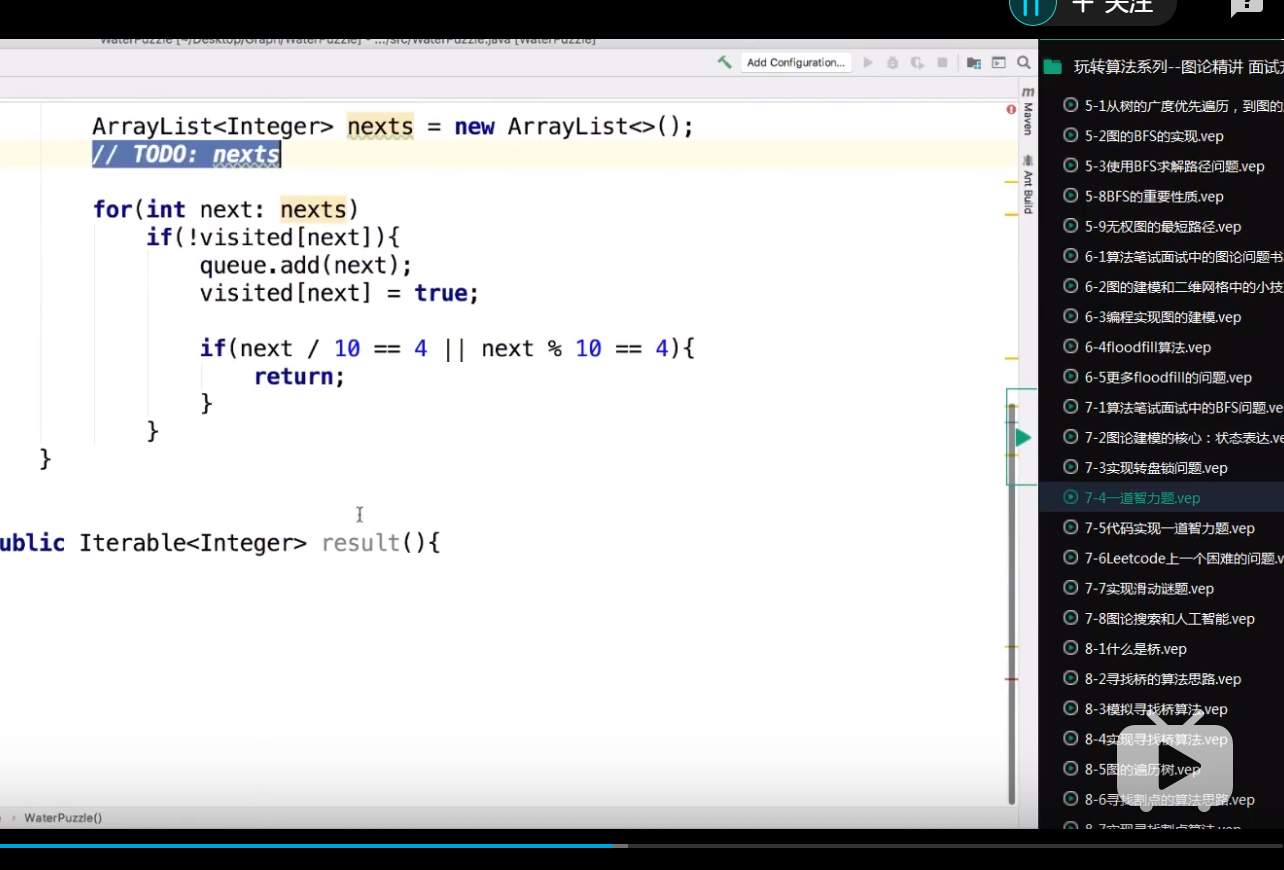 + 关注
WaterPuzzle [~/Desktop/Graph/WaterPuzzle] - .../src/WaterPuzzle.java [WaterPuzzle]
Add Configuration...
ArrayList<Integer> nexts = new ArrayList<>();
// TODO: nexts
for(int next: nexts)
if(!visited[next]){
queue.add(next);
visited[next] = true;
if(next / 10 == 4 || next % 10 == 4){
return;
}
}
}
ublic Iterable<Integer> result(){
WaterPuzzle()
m Maven
Ant Build
玩转算法系列--图论精讲 面试
5-1从树的广度优先遍历，到图的
5-2图的BFS的实现.vep
5-3使用BFS求解路径问题.vep
5-8BFS的重要性质.vep
5-9无权图的最短路径.vep
6-1算法笔试面试中的图论问题书
6-2图的建模和二维网格中的小技
6-3编程实现图的建模.vep
6-4floodfill算法.vep
6-5更多floodfill的问题.vep
7-1算法笔试面试中的BFS问题.ve
7-2图论建模的核心：状态表达.ve
7-3实现转盘锁问题.vep
7-4一道智力题.vep
7-5代码实现一道智力题.vep
7-6Leetcode上一个困难的问题.v
7-7实现滑动谜题.vep
7-8图论搜索和人工智能.vep
8-1什么是桥.vep
8-2寻找桥的算法思路.vep
8-3模拟寻找桥算法.vep
8-4实现寻找桥算法.vep
8-5图的遍历树.vep
8-6寻找割点的算法思路.vep
8-7实现寻找割点算法.vep